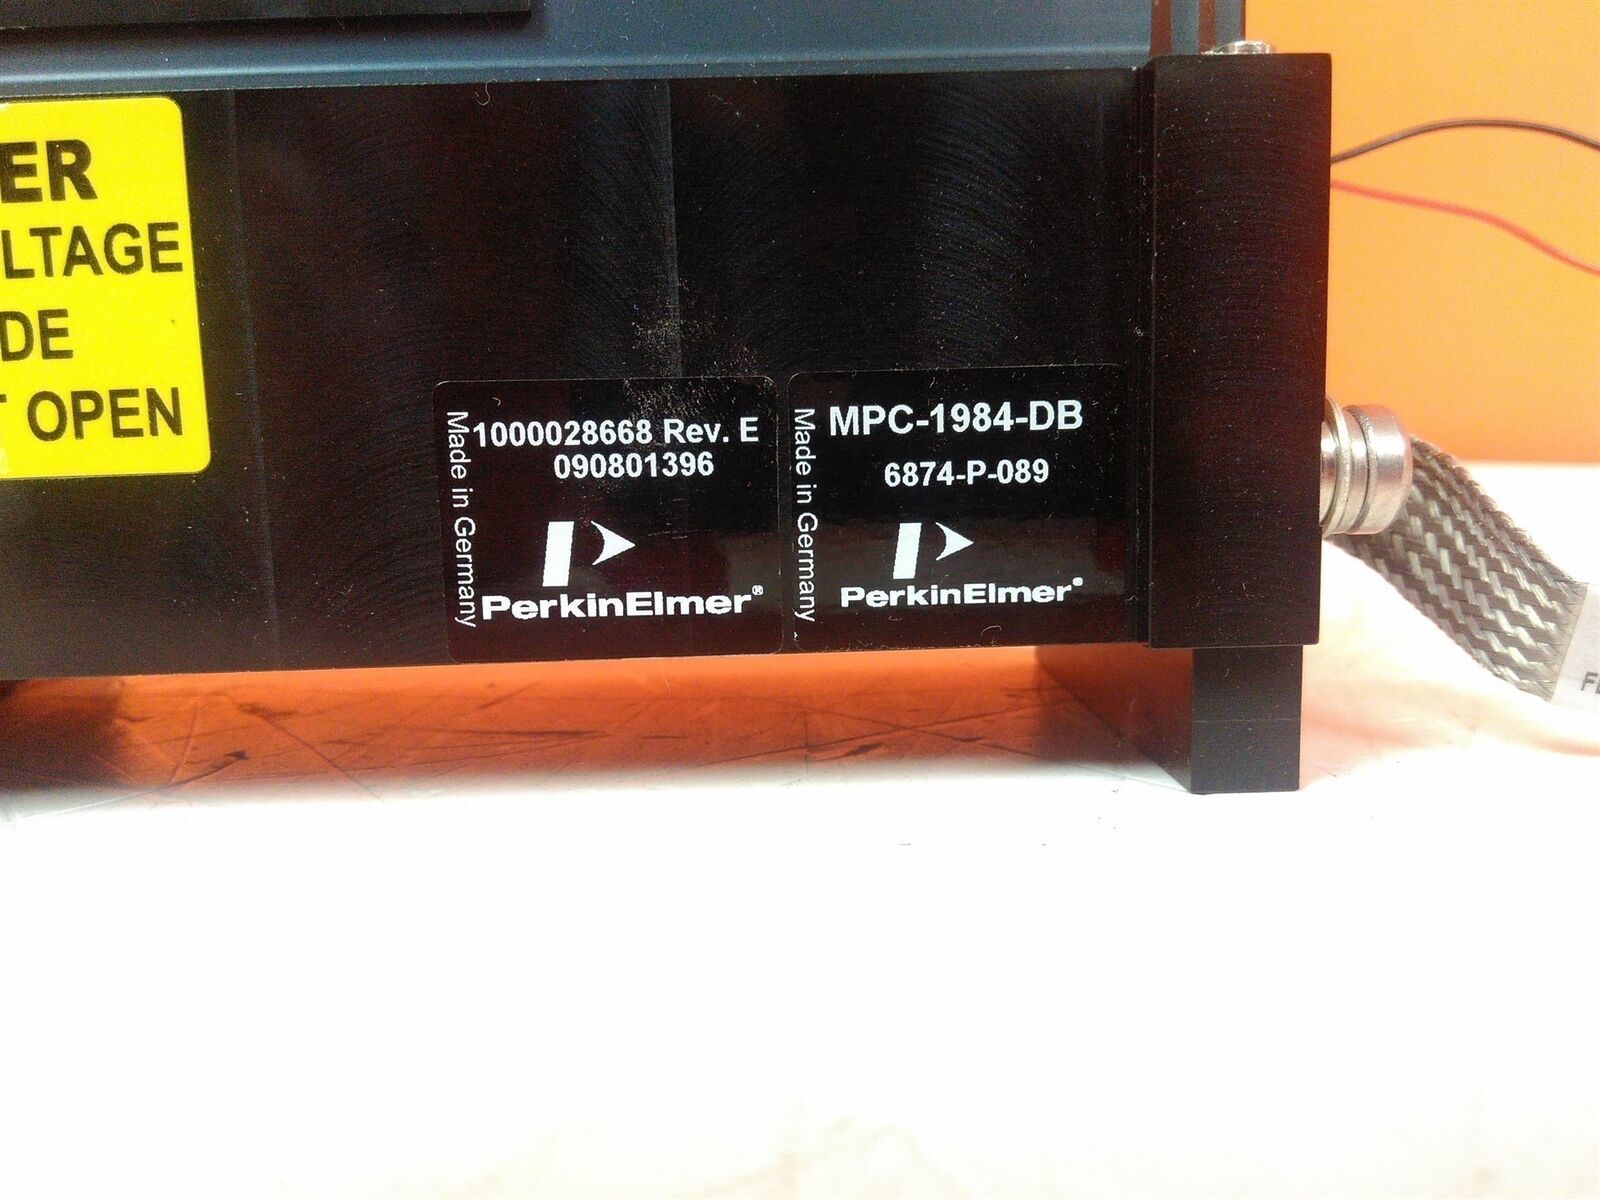 ER
LTAGE
DE
T OPEN
Made in Germany
1000028668 Rev. E
090801396
PerkinElmer®
Made in Germany
MPC-1984-DB
6874-P-089
PerkinElmer®